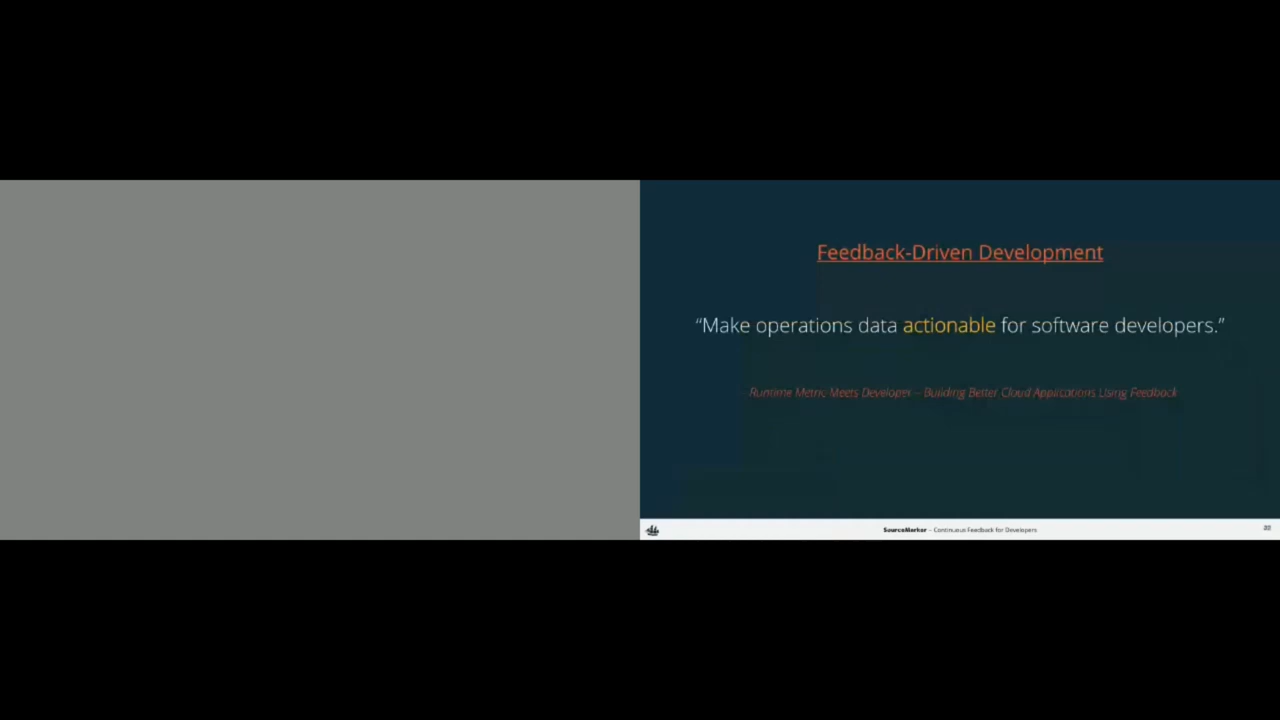 Feedback-Driven Development
“Make operations data actionable for software developers.”
Runtime Metric Meets Developer – Building Better Cloud Applications Using Feedback
SourceMarker – Continuous Feedback for Developers